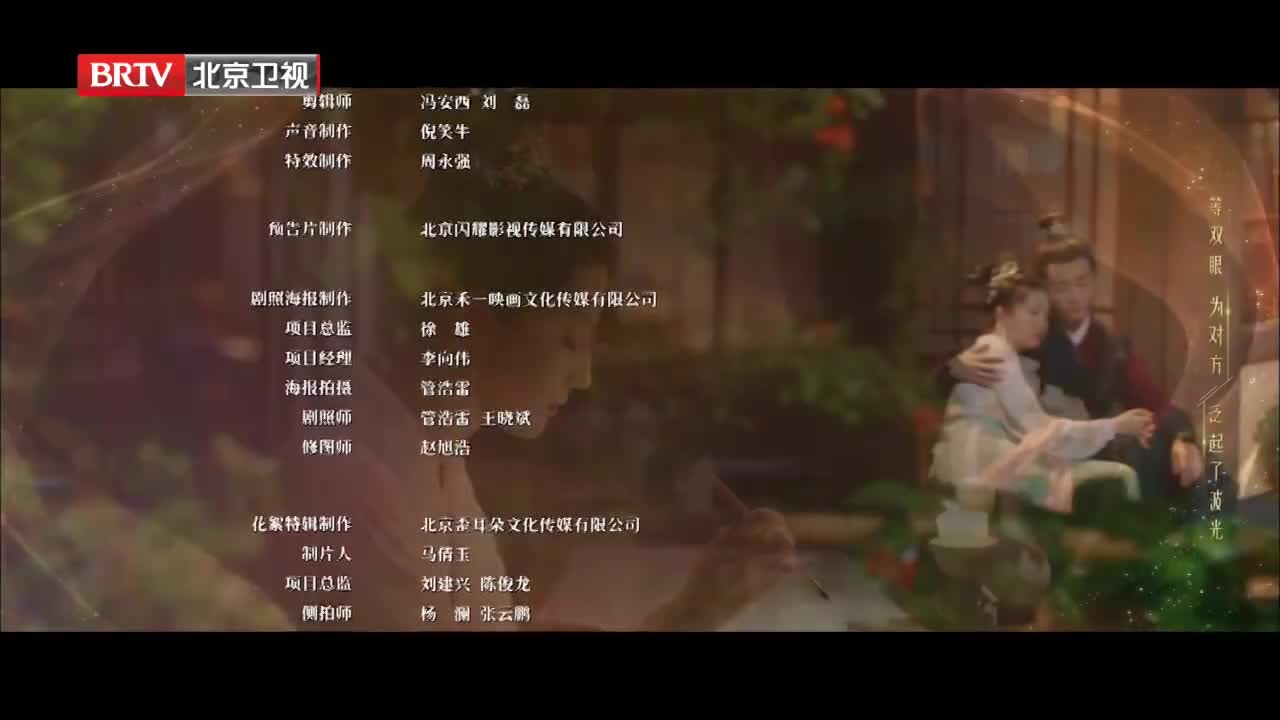 BRTV 北京卫视
剪辑师 冯安西 刘 磊
声音制作 倪笑牛
特效制作 周永强
预告片制作 北京闪耀影视传媒有限公司
剧照海报制作 北京禾一映画文化传媒有限公司
项目总监 徐 雄
项目经理 李向伟
海报拍摄 管浩雷
剧照师 管浩雷 王晓斌
修图师 赵旭浩
花絮特辑制作 北京歪耳朵文化传媒有限公司
制片人 马倩玉
项目总监 刘建兴 陈俊龙
侧拍师 杨 澜 张云鹏
等双眼 为对方 泛起了波光